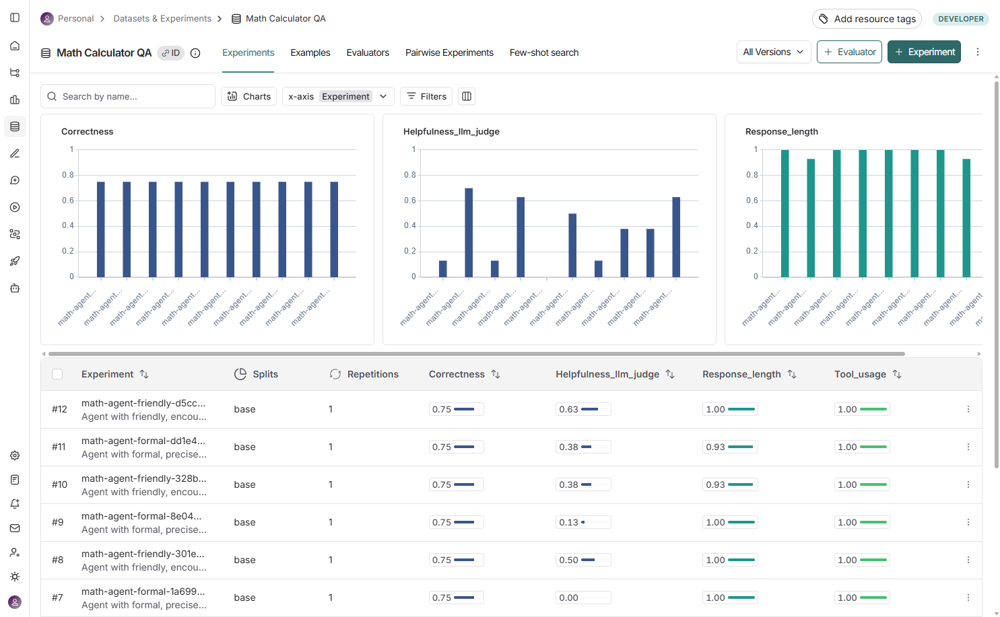 Personal > Datasets & Experiments > Math Calculator QA
Add resource tags
DEVELOPER
Math Calculator QA
ID
Experiments
Examples
Evaluators
Pairwise Experiments
Few-shot search
All Versions
+ Evaluator
+ Experiment
Search by name...
Charts
x-axis Experiment
Filters
Correctness
1
0.8
0.6
0.4
0.2
0
math-agent...
math-agent...
math-agent...
math-agent...
math-agent...
math-agent...
math-agent...
math-agent...
math-agent...
math-agent...
Helpfulness_llm_judge
1
0.8
0.6
0.4
0.2
0
math-agent...
math-agent...
math-agent...
math-agent...
math-agent...
math-agent...
math-agent...
math-agent...
math-agent...
math-agent...
Response_length
1
0.8
0.6
0.4
0.2
0
math-agent...
math-agent...
math-agent...
math-agent...
math-agent...
math-agent...
math-agent...
math-agent...
Experiment Splits Repetitions Correctness Helpfulness_llm_judge Response_length Tool_usage
#12 math-agent-friendly-d5cc... base 1 0.75 0.63 1.00 1.00
Agent with friendly, encou...
#11 math-agent-formal-dd1e4... base 1 0.75 0.38 0.93 1.00
Agent with formal, precise...
#10 math-agent-friendly-328b... base 1 0.75 0.38 0.93 1.00
Agent with friendly, encou...
#9 math-agent-formal-8e04... base 1 0.75 0.13 1.00 1.00
Agent with formal, precise...
#8 math-agent-friendly-301e... base 1 0.75 0.50 1.00 1.00
Agent with friendly, encou...
#7 math-agent-formal-1a699... base 1 0.75 0.00 1.00 1.00
Agent with formal, precise...